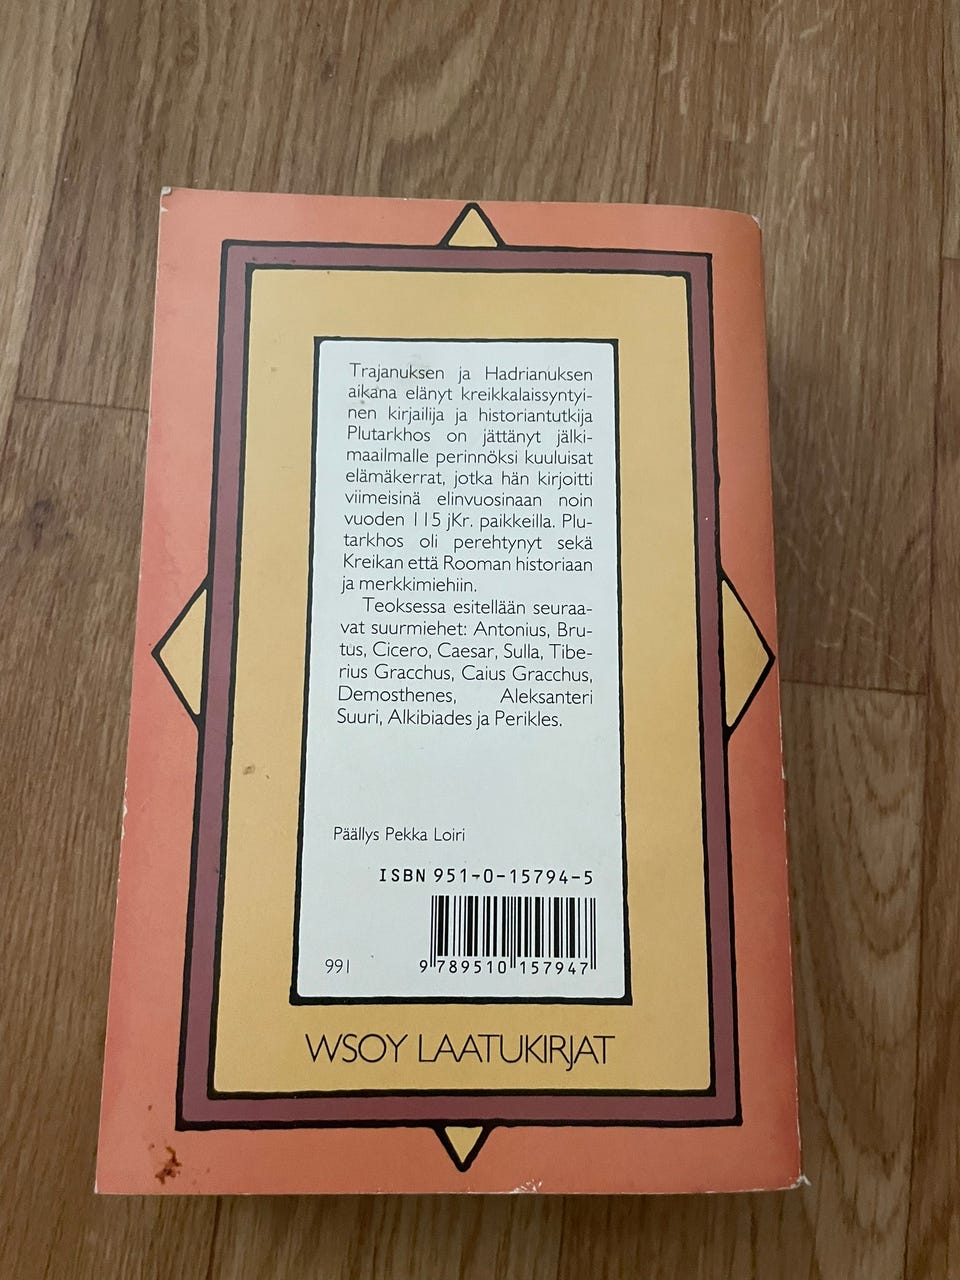 Trajanuksen ja Hadrianuksen
aikana elänyt kreikkalaissyntyi-
nen kirjailija ja historiantutkija
Plutarkhos on jättänyt jälki-
maailmalle perinnöksi kuuluisat
elämäkerrat, jotka hän kirjoitti
viimeisinä elinvuosinaan noin
vuoden 115 jKr. paikkeilla. Plu-
tarkhos oli perehtynyt sekä
Kreikan että Rooman historiaan
ja merkkimiehiin.
Teoksessa esitellään seuraa-
vat suurmiehet: Antonius, Bru-
tus, Cicero, Caesar, Sulla, Tibe-
rius Gracchus, Caius Gracchus,
Demosthenes, Aleksanteri
Suuri, Alkibiades ja Perikles.
Päällys Pekka Loiri
ISBN 951-0-15794-5
991
9 789510 157947
WSOY LAATUKIRJAT